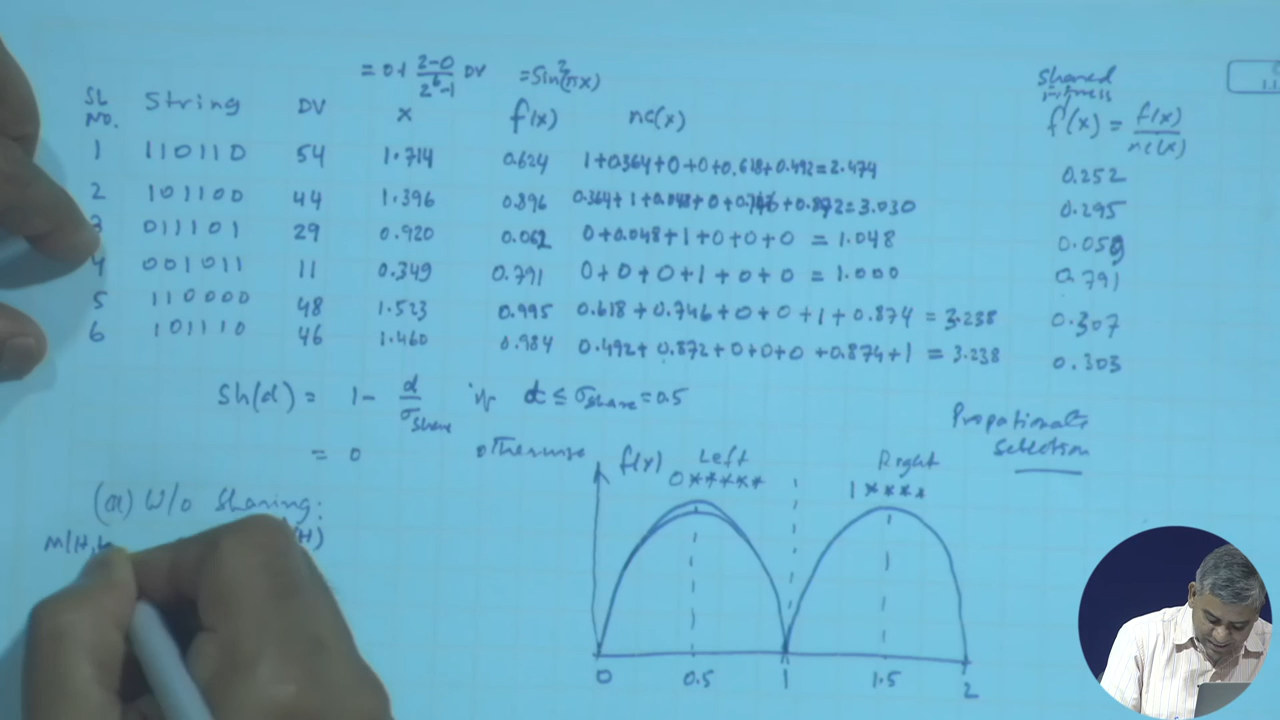 = 0+ 2-0/2^6-1 DV = Sin^2(πx)
SL NO. String DV x f(x) nc(x) Shared fitness f'(x) = f(x)/nc(x)
1 110110 54 1.714 0.624 1+0.364+0+0+0.618+0.492=2.474 0.252
2 101100 44 1.396 0.896 0.364+1+0.048+0+0.746+0.872=3.030 0.295
3 011101 29 0.920 0.062 0+0.048+1+0+0+0 = 1.048 0.059
4 001011 11 0.349 0.791 0+0+0+1+0+0 = 1.000 0.791
5 110000 48 1.523 0.995 0.618+0.746+0+0+1+0.874 = 3.238 0.307
6 101110 46 1.460 0.984 0.492+0.872+0+0+0+0.874+1 = 3.238 0.303
Sh(d) = 1- d/σshare if d ≤ σshare = 0.5
= 0 otherwise
Propotionate
Selection
f(x) Left Right
0***** 1****
(a) W/o Sharing:
m(H,t
H)
0 0.5 1 1.5 2